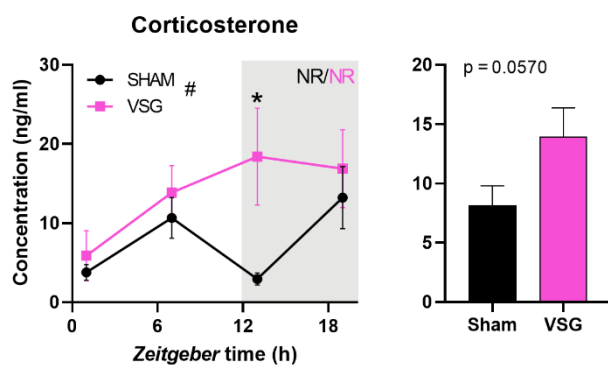 Corticosterone
Concentration (ng/ml)
30
20
10
0
SHAM
VSG
#
NR/NR
*
0
6
12
18
Zeitgeber time (h)
20
15
10
5
0
p = 0.0570
Sham
VSG